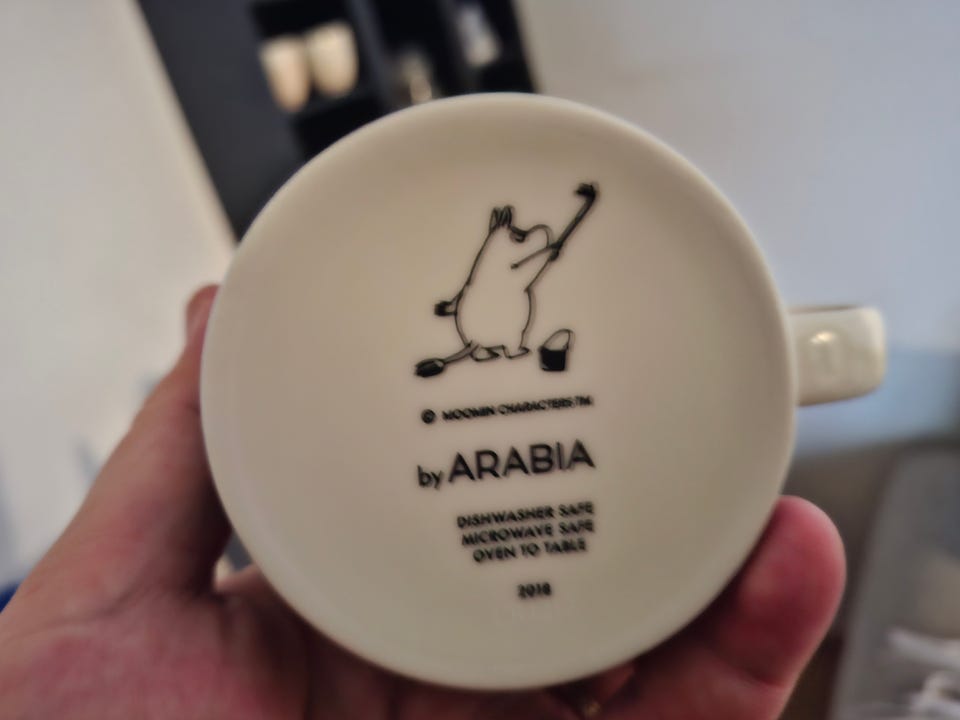 © MOOMIN CHARACTERS™
by ARABIA
DISHWASHER SAFE
MICROWAVE SAFE
OVEN TO TABLE
2018